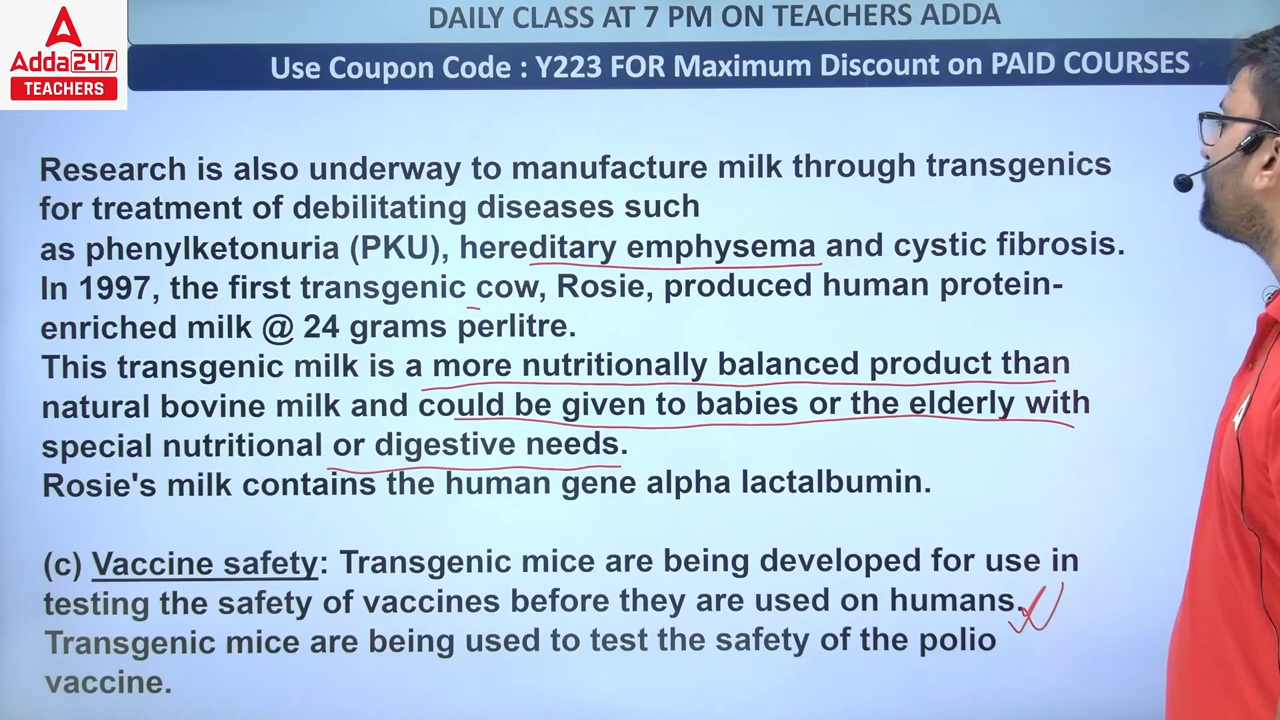 DAILY CLASS AT 7 PM ON TEACHERS ADDA
Adda247
TEACHERS
Use Coupon Code : Y223 FOR Maximum Discount on PAID COURSES
Research is also underway to manufacture milk through transgenics
for treatment of debilitating diseases such
as phenylketonuria (PKU), hereditary emphysema and cystic fibrosis.
In 1997, the first transgenic cow, Rosie, produced human protein-
enriched milk @ 24 grams perlitre.
This transgenic milk is a more nutritionally balanced product than
natural bovine milk and could be given to babies or the elderly with
special nutritional or digestive needs.
Rosie's milk contains the human gene alpha lactalbumin.
(c) Vaccine safety: Transgenic mice are being developed for use in
testing the safety of vaccines before they are used on humans.
Transgenic mice are being used to test the safety of the polio
vaccine.